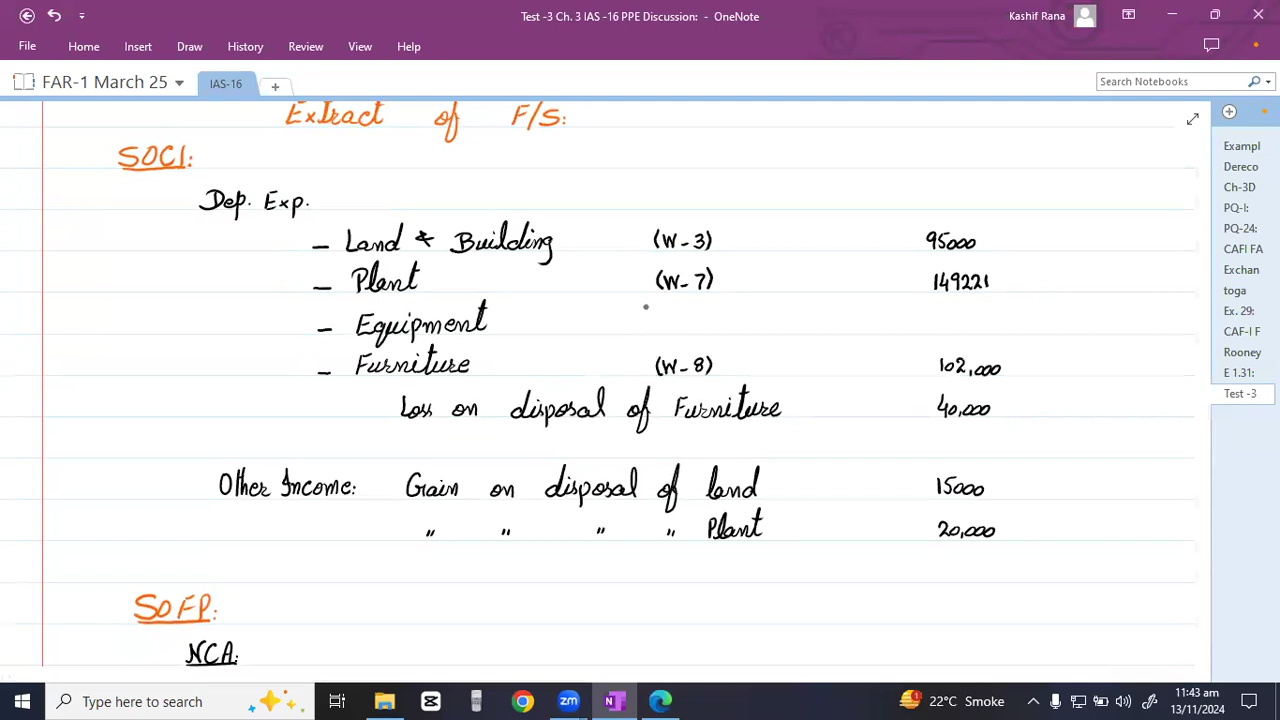 Test -3 Ch. 3 IAS -16 PPE Discussion: - OneNote
Kashif Rana
File Home Insert Draw History Review View Help
FAR-1 March 25
IAS-16
Search Notebooks
Extract of F/S:
SOCI:
Dep. Exp.
- Land & Building (W-3) 95000
- Plant (W-7) 149221
- Equipment
- Furniture (W-8) 102,000
Loss on disposal of Furniture 40,000
Other Income: Gain on disposal of land 15000
" " " " Plant 20,000
SOFP:
NCA:
Exampl
Dereco
Ch-3D
PQ-I:
PQ-24:
CAFI FA
Exchan
toga
Ex. 29:
CAF-I F
Rooney
E 1.31:
Test -3
Type here to search
22°C Smoke
11:43 am
13/11/2024